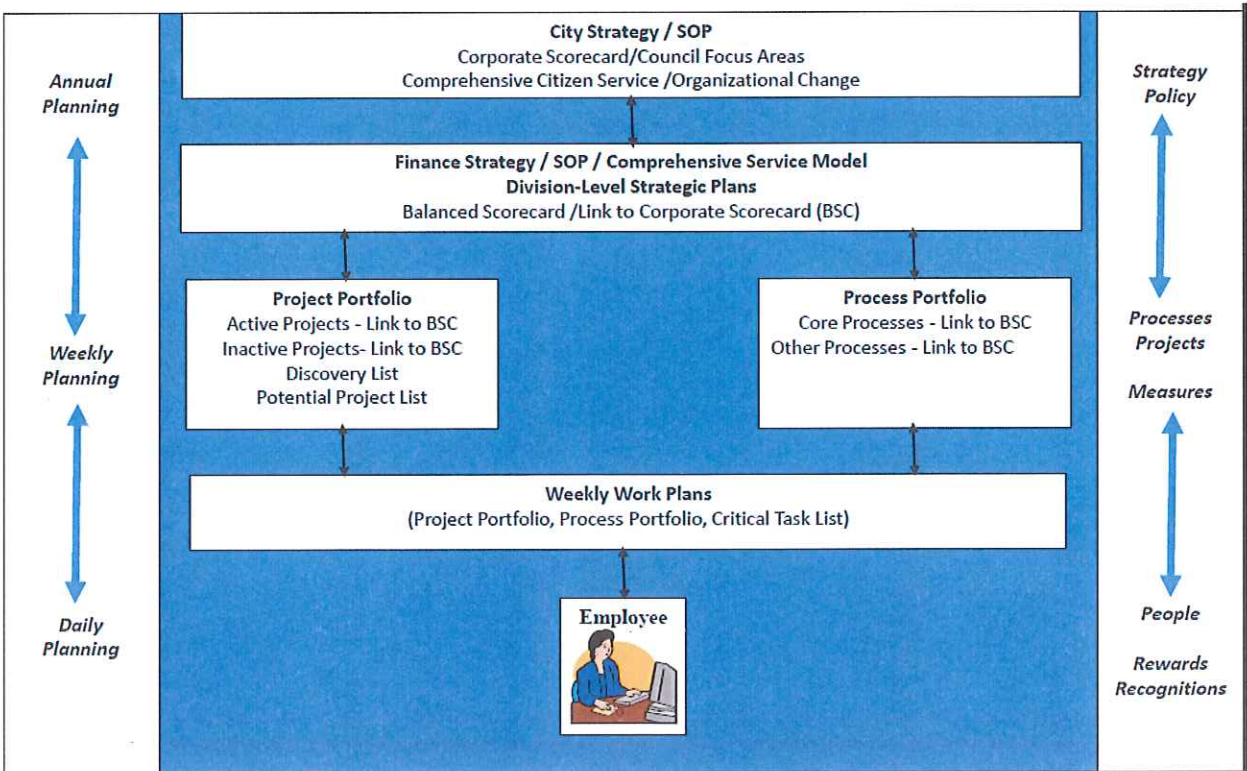 City Strategy / SOP
Corporate Scorecard/Council Focus Areas
Comprehensive Citizen Service /Organizational Change
Annual
Planning
Strategy
Policy
Finance Strategy / SOP / Comprehensive Service Model
Division-Level Strategic Plans
Balanced Scorecard /Link to Corporate Scorecard (BSC)
Project Portfolio
Active Projects - Link to BSC
Inactive Projects- Link to BSC
Discovery List
Potential Project List
Process Portfolio
Core Processes - Link to BSC
Other Processes - Link to BSC
Weekly
Planning
Processes
Projects
Measures
Weekly Work Plans
(Project Portfolio, Process Portfolio, Critical Task List)
Employee
Daily
Planning
People
Rewards
Recognitions